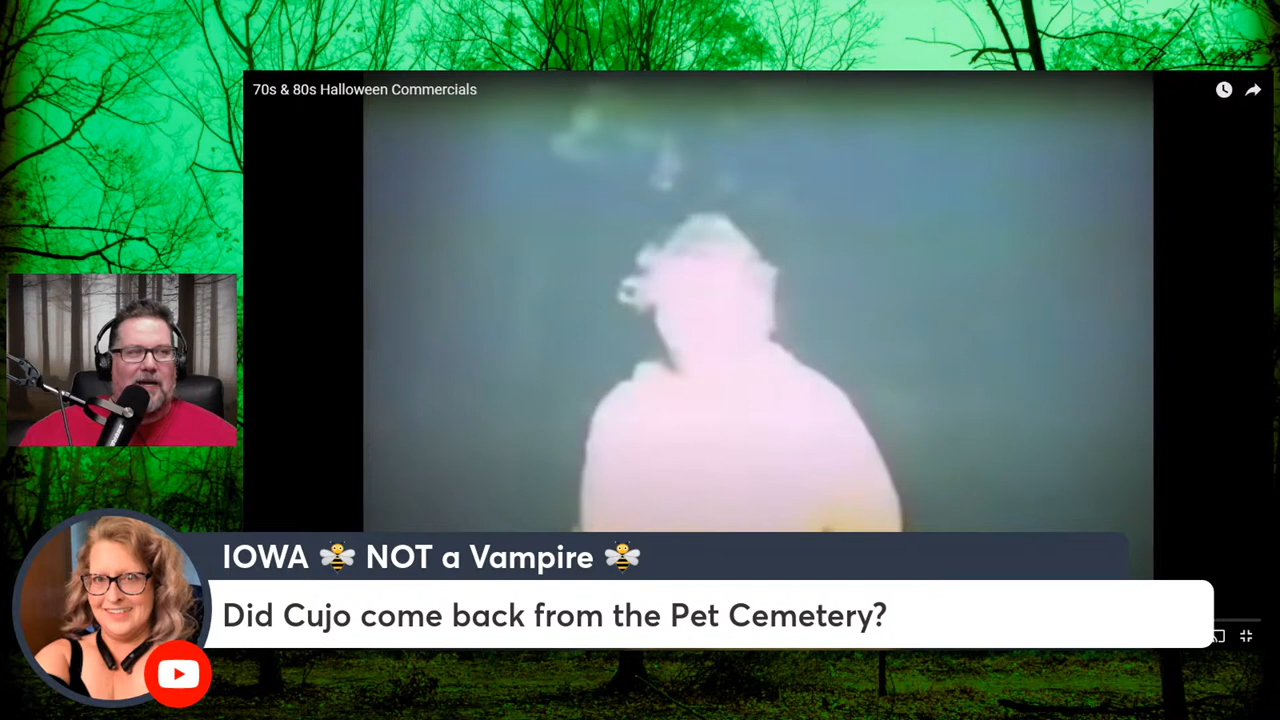 70s & 80s Halloween Commercials
IOWA 🐝 NOT a Vampire 🐝
Did Cujo come back from the Pet Cemetery?